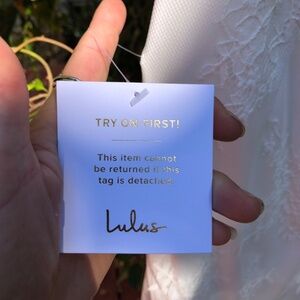 TRY ON FIRST!
This item cannot
be returned if this
tag is detached.
Lulus